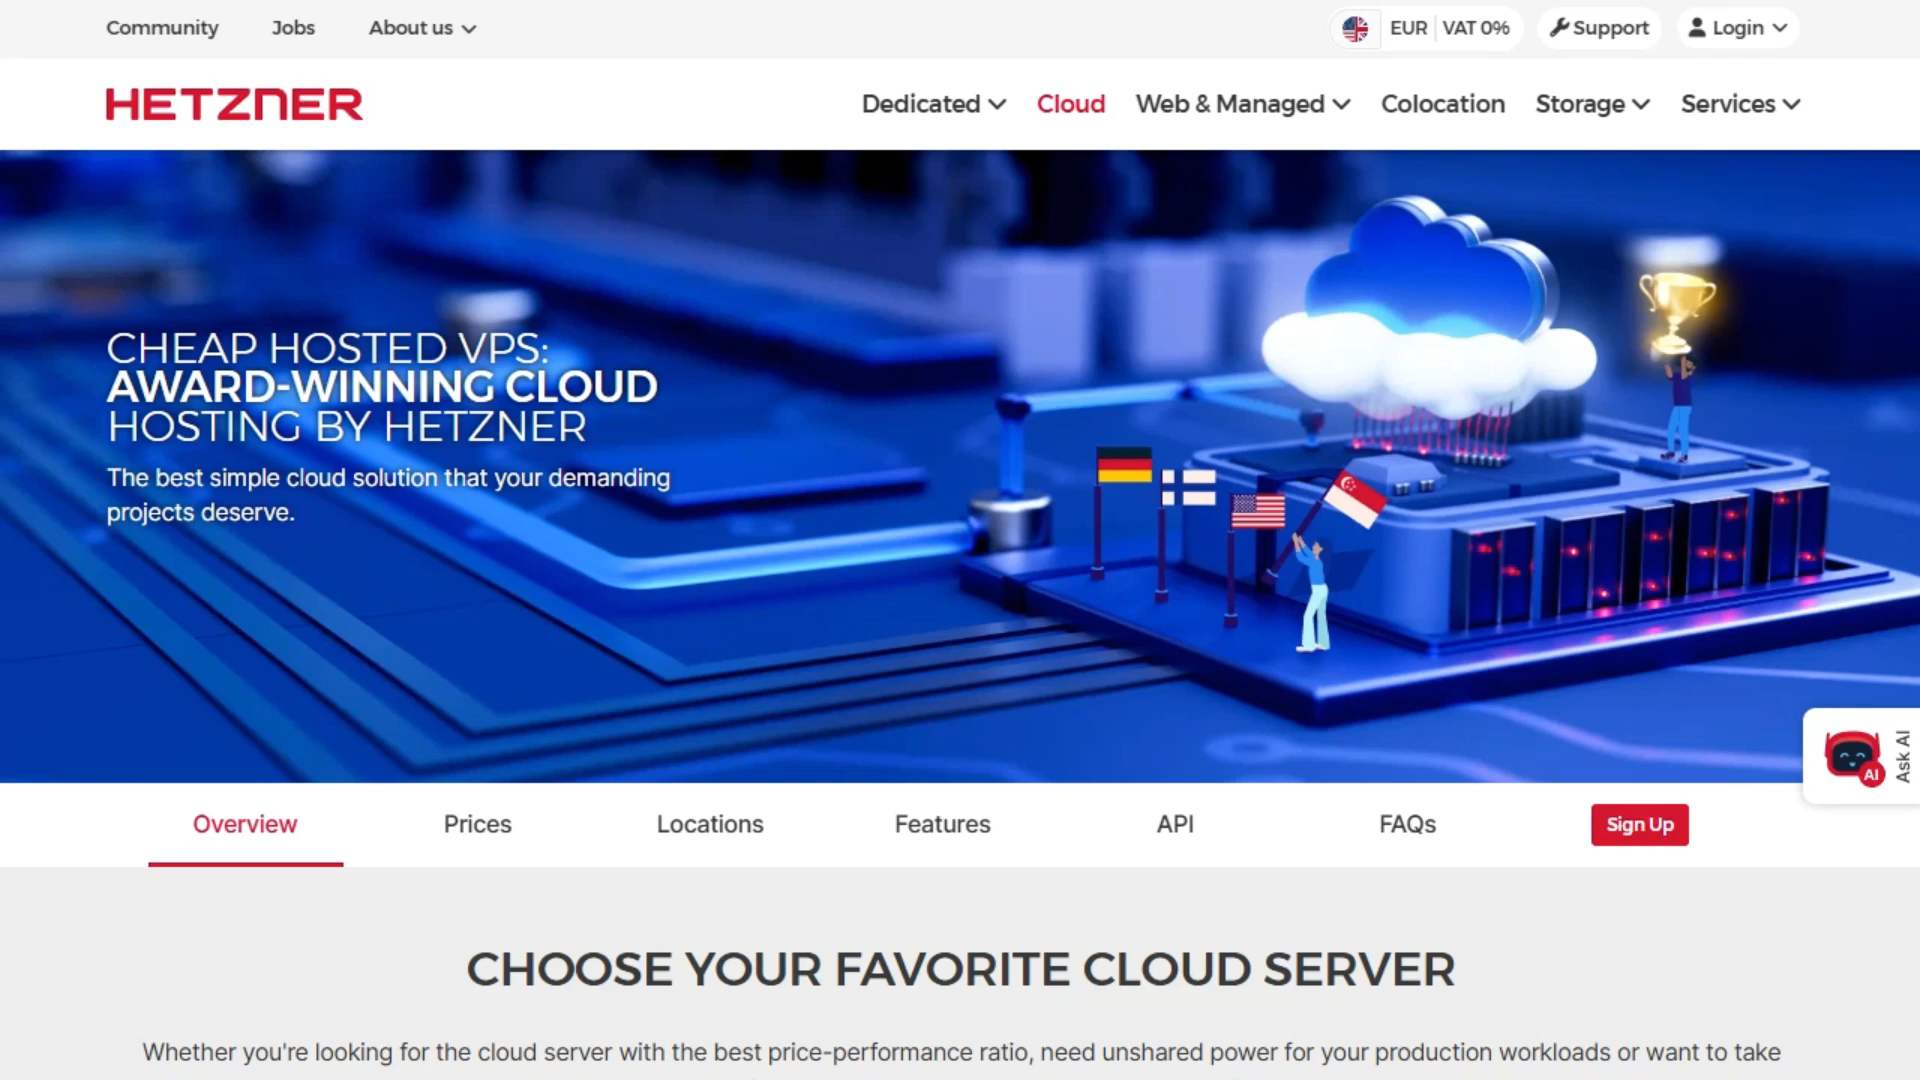 Community
Jobs
About us
EUR
VAT 0%
Support
Login
HETZNER
Dedicated
Cloud
Web & Managed
Colocation
Storage
Services
CHEAP HOSTED VPS:
AWARD-WINNING CLOUD
HOSTING BY HETZNER
The best simple cloud solution that your demanding
projects deserve.
AI
Ask AI
Overview
Prices
Locations
Features
API
FAQs
Sign Up
CHOOSE YOUR FAVORITE CLOUD SERVER
Whether you're looking for the cloud server with the best price-performance ratio, need unshared power for your production workloads or want to take